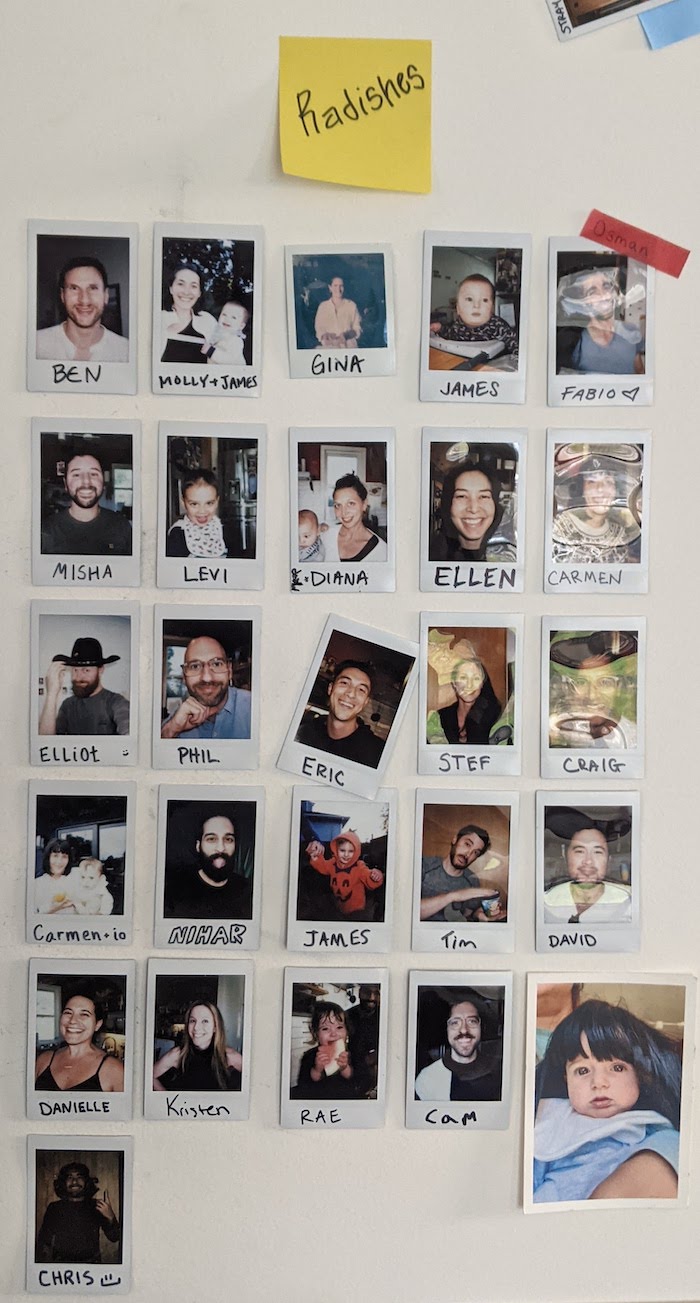 STRAW
Radishes
Osman
BEN
MOLLY + JAMES
GINA
JAMES
FABIO ♡
MISHA
LEVI
+ DIANA
ELLEN
CARMEN
ELLiOt :)
PHIL
ERIC
STEF
CRAIG
Carmen + io
NIHAR
JAMES
Tim
DAVID
DANIELLE
Kristen
RAE
CAM
CHRIS =)